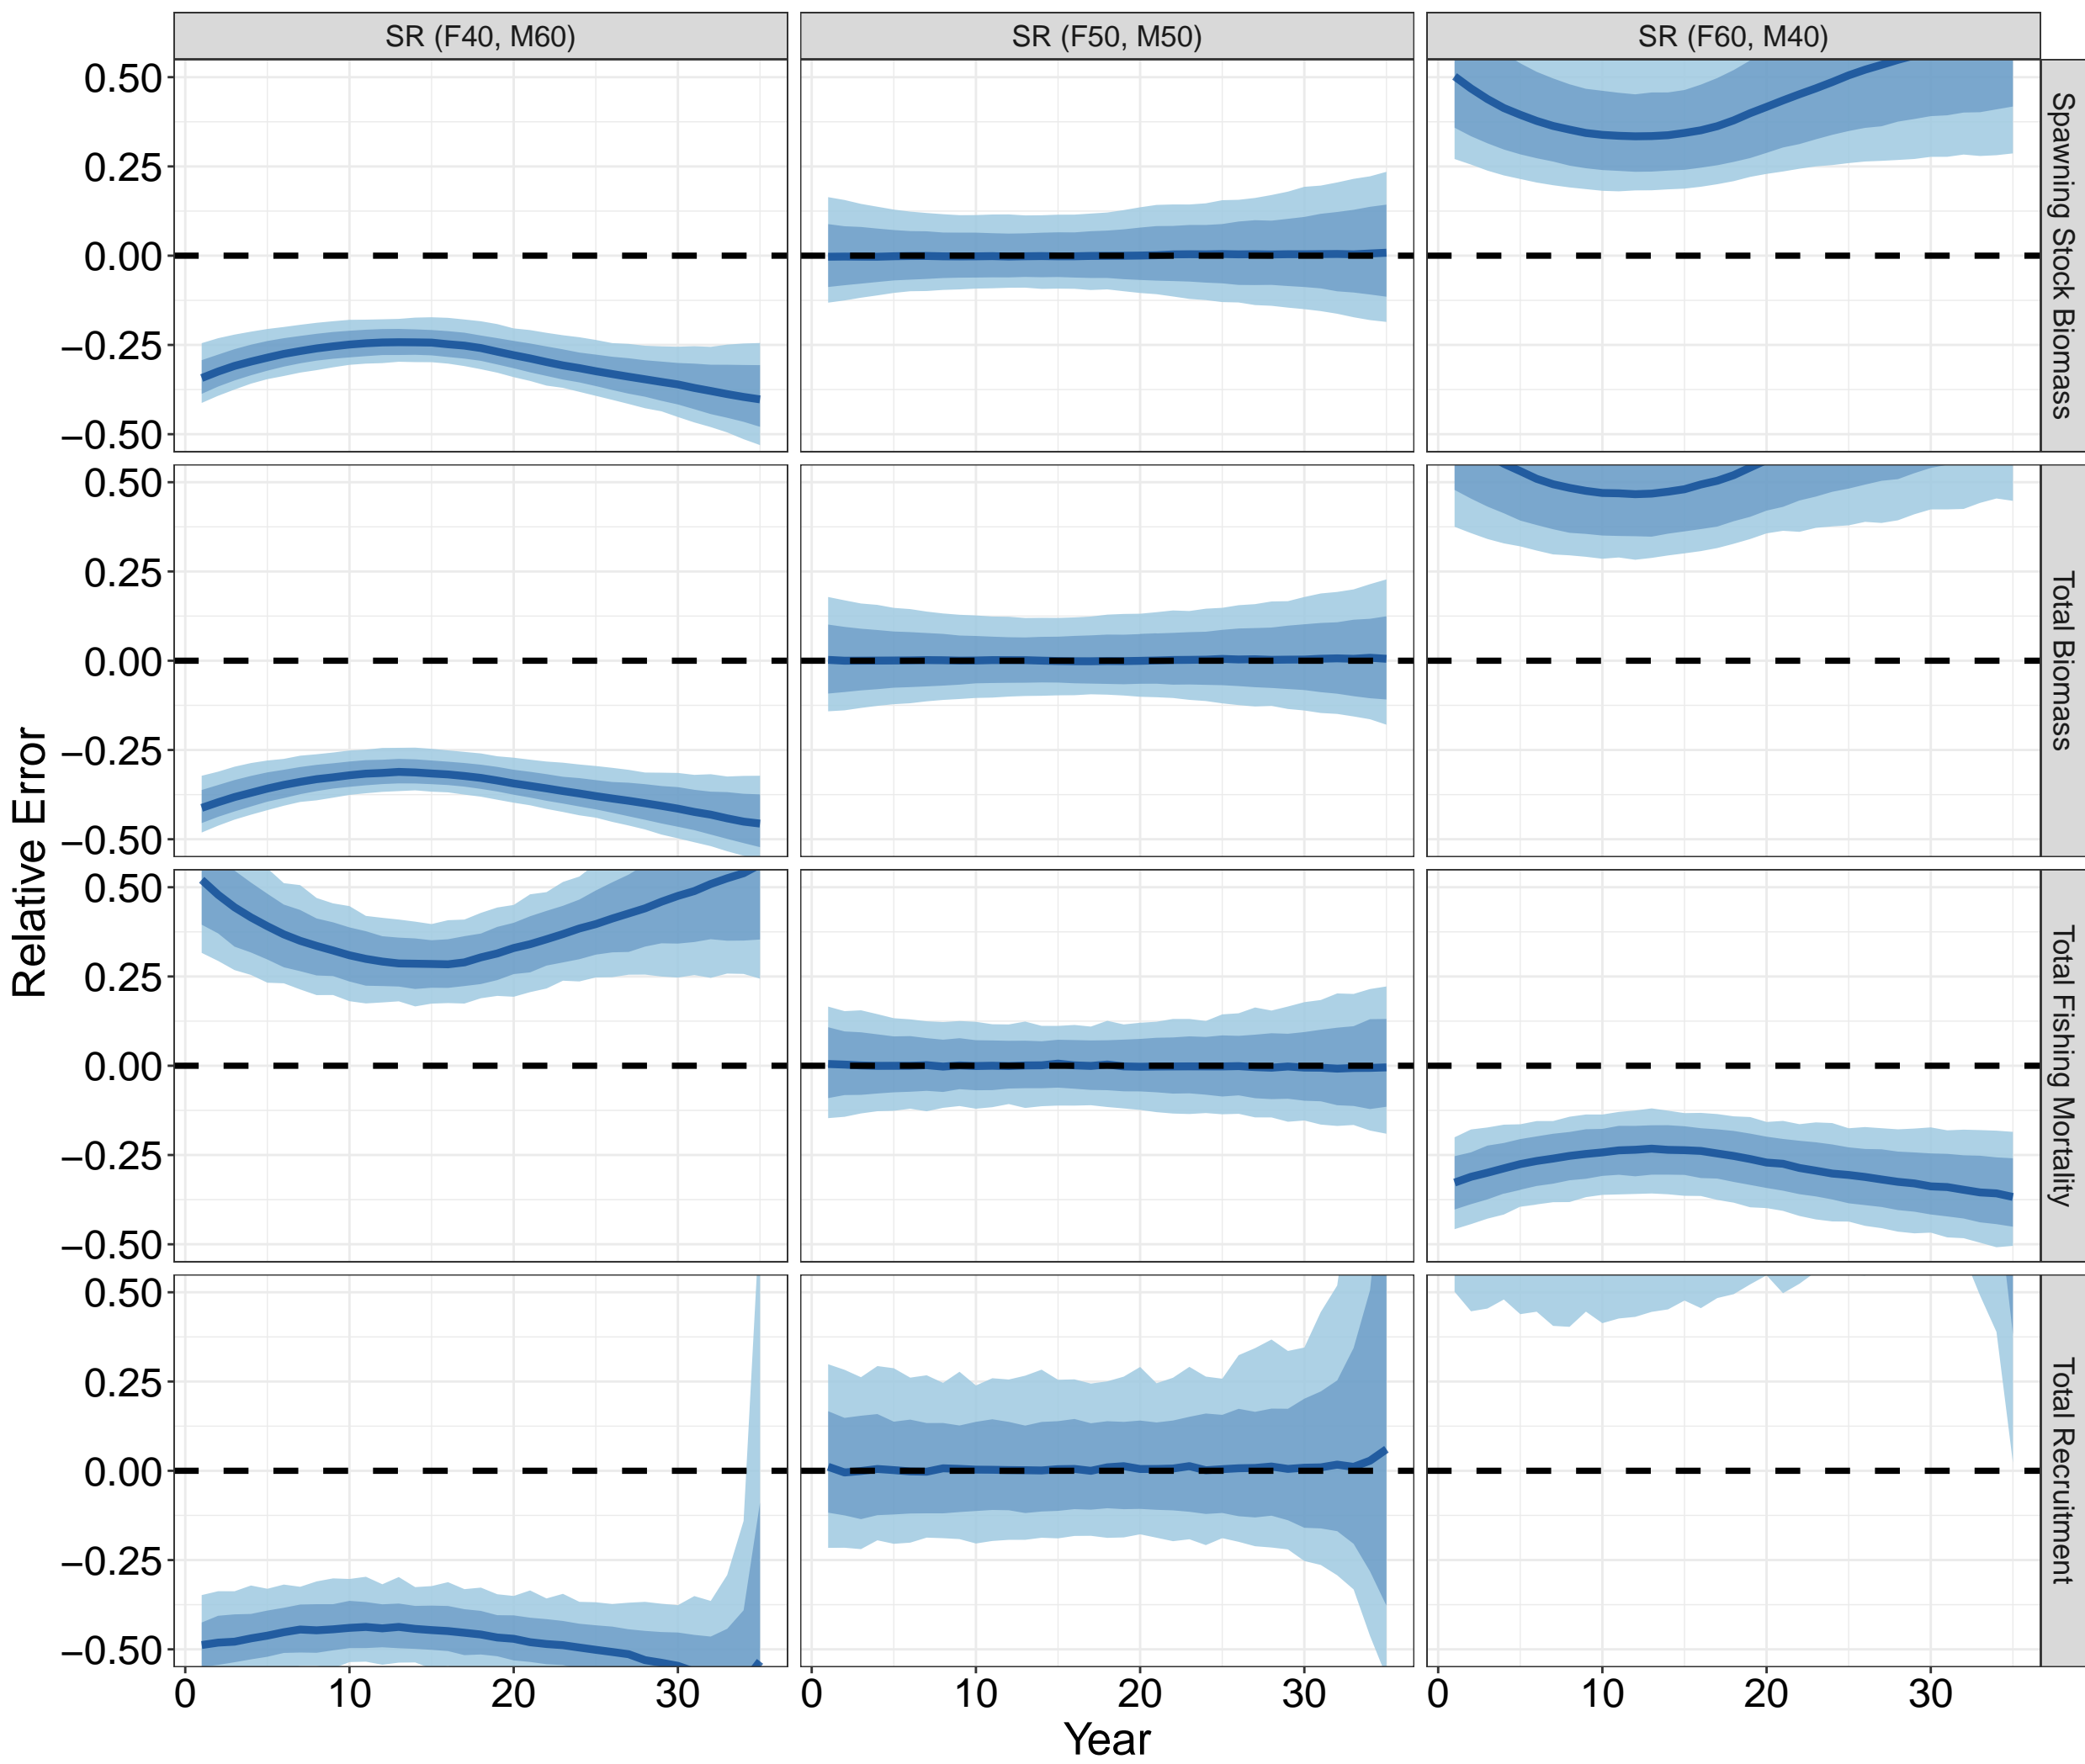 SR (F40, M60)
SR (F50, M50)
SR (F60, M40)
0.50
0.25
0.00
−0.25
−0.50
Spawning Stock Biomass
0.50
0.25
0.00
−0.25
−0.50
Total Biomass
0.50
0.25
0.00
−0.25
−0.50
Total Fishing Mortality
0.50
0.25
0.00
−0.25
−0.50
Total Recruitment
Relative Error
0 10 20 30
0 10 20 30
0 10 20 30
Year